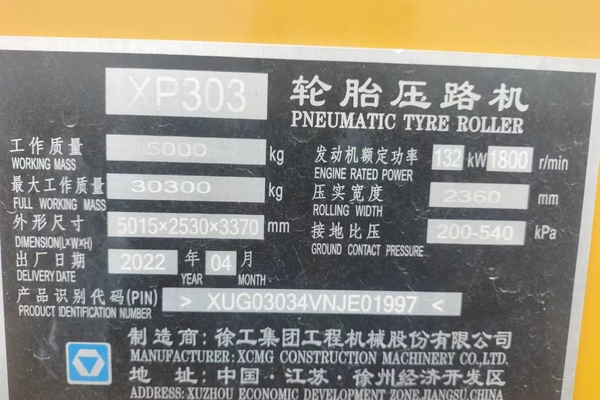 XP303 轮胎压路机
PNEUMATIC TYRE ROLLER
工作质量 15000 kg
WORKING MASS
最大工作质量 30300 kg
FULL WORKING MASS
外形尺寸 5015×2530×3370 mm
DIMENSION(L×W×H)
出厂日期 2022 年 04 月
DELIVERY DATE YEAR MONTH
发动机额定功率 132 kW 1800 r/min
ENGINE RATED POWER
压实宽度 2360 mm
ROLLING WIDTH
接地比压 200-540 kPa
GROUND CONTACT PRESSURE
产品识别代码(PIN) > XUG03034VNJE01997 <
PRODUCT IDENTIFICATION NUMBER
制造商:徐工集团工程机械股份有限公司
MANUFACTURER:XCMG CONSTRUCTION MACHINERY CO.,LTD.
地 址:中国·江苏·徐州经济开发区
ADDRESS:XUZHOU ECONOMIC DEVELOPMENT ZONE,JIANGSU,CHINA